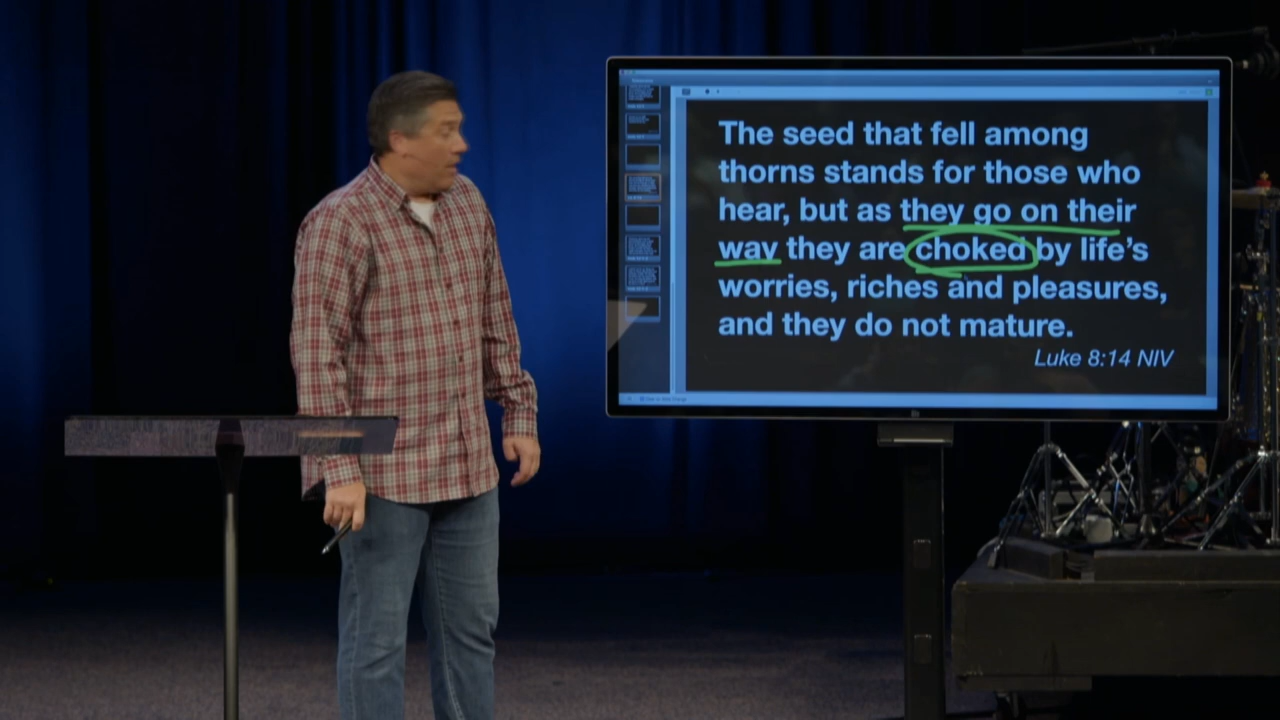 The seed that fell among
thorns stands for those who
hear, but as they go on their
way they are choked by life's
worries, riches and pleasures,
and they do not mature.
Luke 8:14 NIV